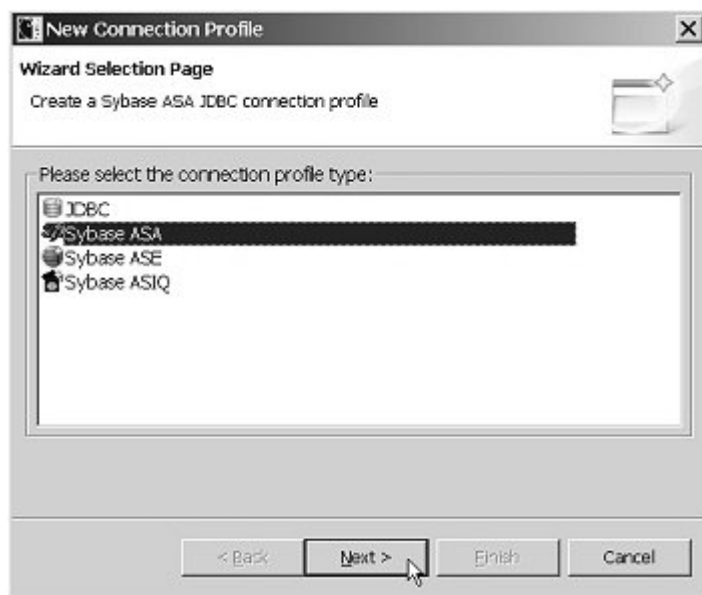 New Connection Profile
Wizard Selection Page
Create a Sybase ASA JDBC connection profile
Please select the connection profile type:
JDBC
Sybase ASA
Sybase ASE
Sybase ASIQ
< Back Next > Finish Cancel